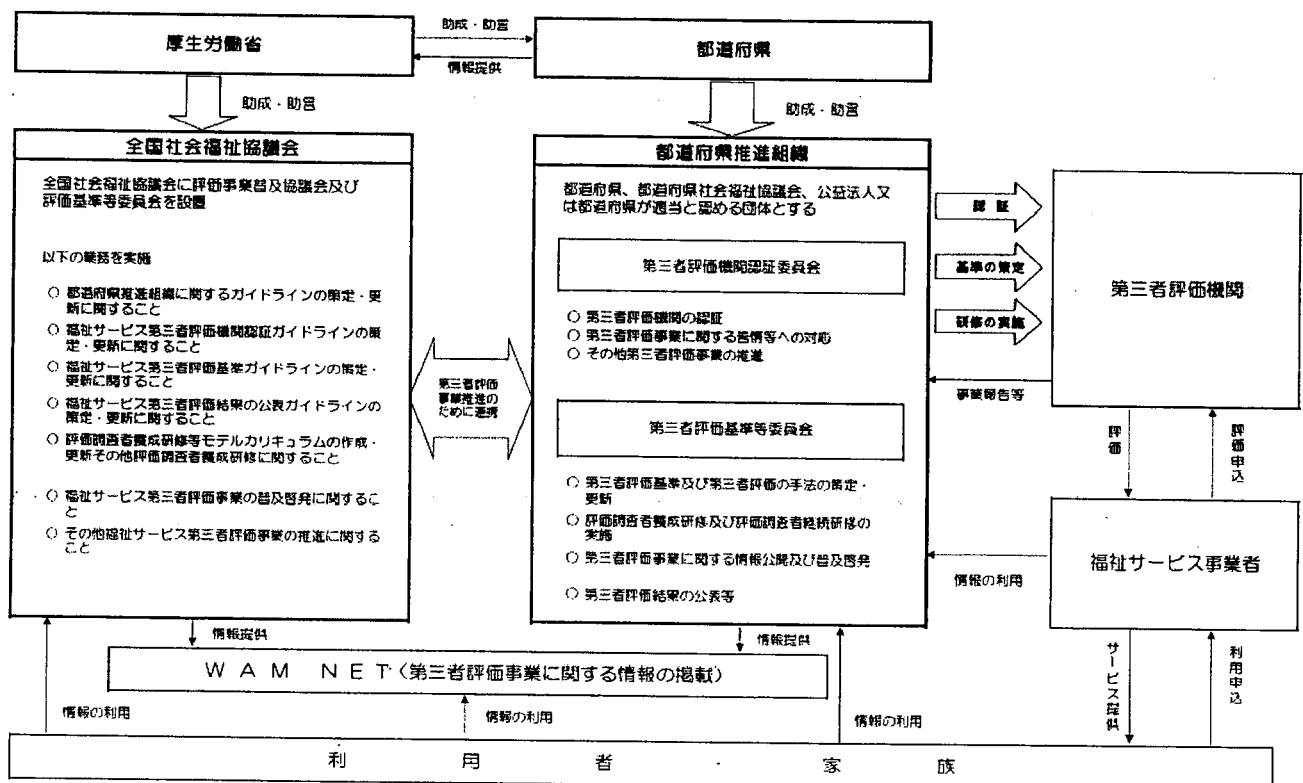 厚生労働省
助成・助言
情報提供
都道府県
助成・助言
助成・助言
全国社会福祉協議会
全国社会福祉協議会に評価事業普及協議会及び
評価基準等委員会を設置
以下の業務を実施
○ 都道府県推進組織に関するガイドラインの策定・更
新に関すること
○ 福祉サービス第三者評価機関認証ガイドラインの策
定・更新に関すること
○ 福祉サービス第三者評価基準ガイドラインの策定・
更新に関すること
○ 福祉サービス第三者評価結果の公表ガイドラインの
策定・更新に関すること
○ 評価調査者養成研修等モデルカリキュラムの作成・
更新その他評価調査者養成研修に関すること
○ 福祉サービス第三者評価事業の普及啓発に関するこ
と
○ その他福祉サービス第三者評価事業の推進に関する
こと
第三者評価
事業推進の
ために連携
都道府県推進組織
都道府県、都道府県社会福祉協議会、公益法人又
は都道府県が適当と認める団体とする
第三者評価機関認証委員会
○ 第三者評価機関の認証
○ 第三者評価事業に関する苦情等への対応
○ その他第三者評価事業の推進
第三者評価基準等委員会
○ 第三者評価基準及び第三者評価の手法の策定・
更新
○ 評価調査者養成研修及び評価調査者継続研修の
実施
○ 第三者評価事業に関する情報公開及び普及啓発
○ 第三者評価結果の公表等
認証
基準の策定
研修の実施
事業報告等
第三者評価機関
評価
評価申込
情報の利用
福祉サービス事業者
サービス提供
利用申込
情報提供
情報提供
WAM NET(第三者評価事業に関する情報の掲載)
情報の利用
情報の利用
情報の利用
利用者・家族